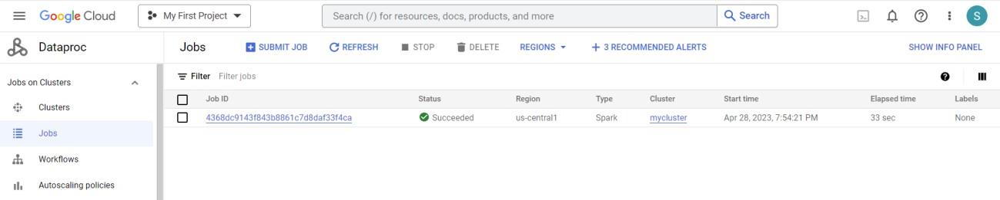 Google Cloud My First Project Search (/) for resources, docs, products, and more Search S
Dataproc Jobs SUBMIT JOB REFRESH STOP DELETE REGIONS 3 RECOMMENDED ALERTS SHOW INFO PANEL
Jobs on Clusters Filter Filter jobs
Job ID Status Region Type Cluster Start time Elapsed time Labels
Clusters
4368dc9143f843b8861c7d8daf33f4ca Succeeded us-central1 Spark mycluster Apr 28, 2023, 7:54:21 PM 33 sec None
Jobs
Workflows
Autoscaling policies